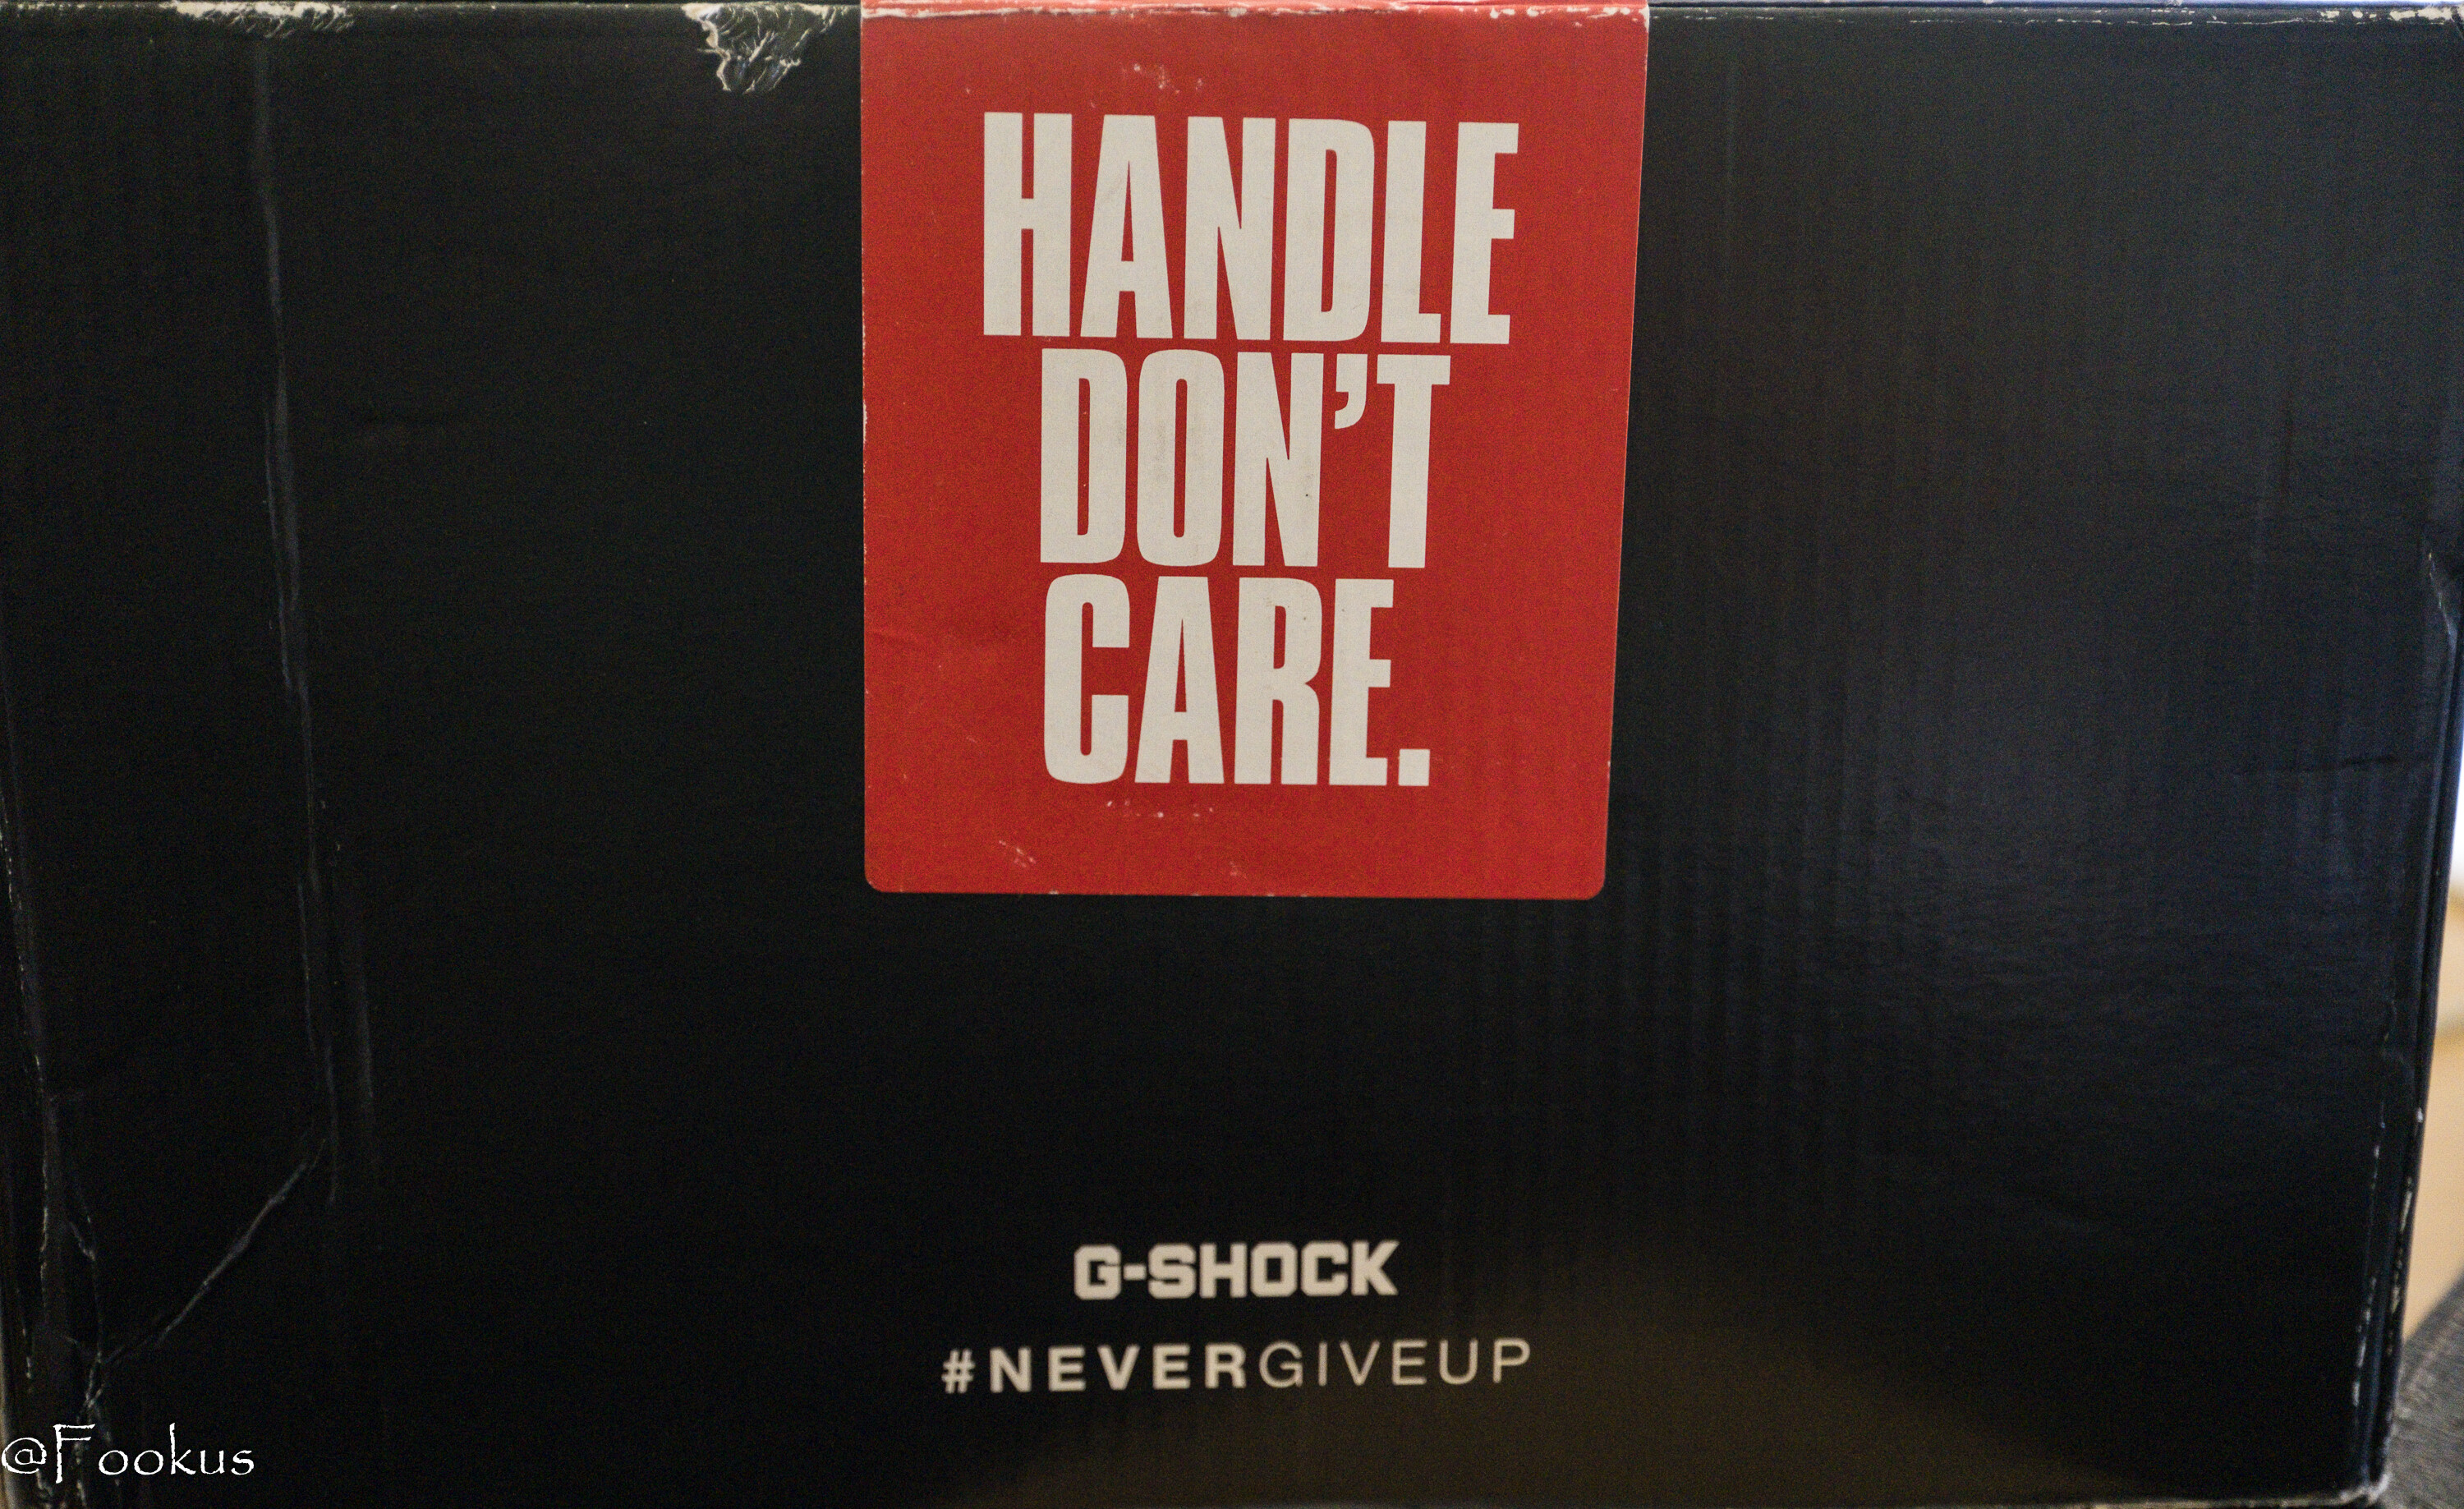 HANDLE
DON'T
CARE.
G-SHOCK
#NEVERGIVEUP
@Fookus